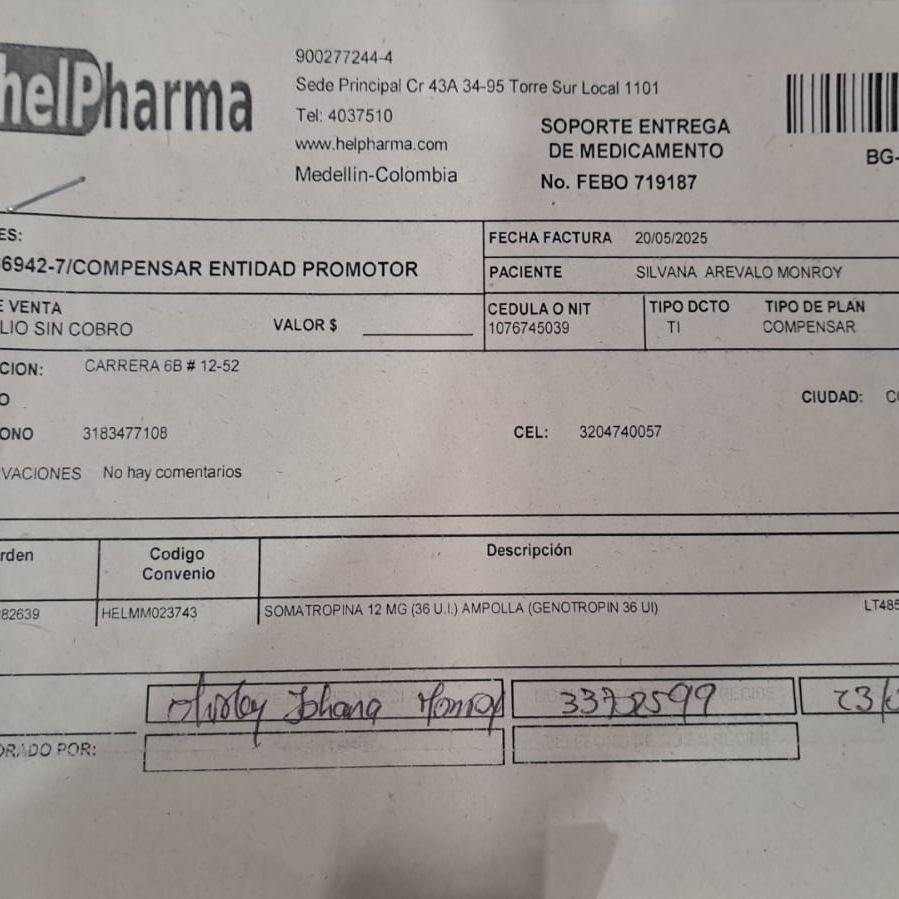 helPharma
900277244-4
Sede Principal Cr 43A 34-95 Torre Sur Local 1101
Tel: 4037510
www.helpharma.com
Medellin-Colombia
SOPORTE ENTREGA
DE MEDICAMENTO
No. FEBO 719187
BG-
ES:
6942-7/COMPENSAR ENTIDAD PROMOTOR
FECHA FACTURA 20/05/2025
PACIENTE SILVANA AREVALO MONROY
E VENTA
LIO SIN COBRO VALOR $
CEDULA O NIT TIPO DCTO TIPO DE PLAN
1076745039 TI COMPENSAR
CION: CARRERA 6B # 12-52
O CIUDAD: C
ONO 3183477108 CEL: 3204740057
VACIONES No hay comentarios
rden Codigo Convenio Descripción
82639 HELMM023743 SOMATROPINA 12 MG (36 U.I.) AMPOLLA (GENOTROPIN 36 UI) LT485
Johana Monroy 23/
ORADO POR: